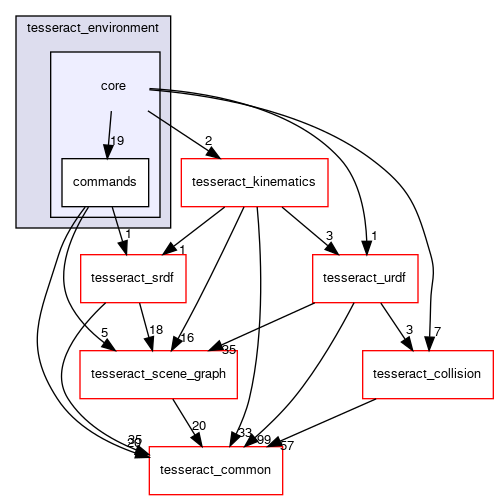 tesseract_environment
core
19
2
commands
tesseract_kinematics
1
1
3
1
tesseract_srdf
tesseract_urdf
5
18
16
35
3
7
tesseract_scene_graph
tesseract_collision
20
33
99
57
tesseract_common